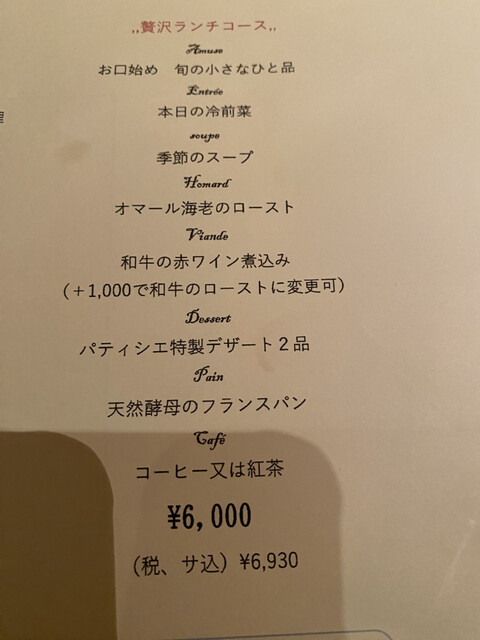 ,,贅沢ランチコース,,
Amuse
お口始め　旬の小さなひと品
Entrée
本日の冷前菜
soupe
季節のスープ
Homard
オマール海老のロースト
Viande
和牛の赤ワイン煮込み
（＋1,000で和牛のローストに変更可）
Dessert
パティシエ特製デザート２品
Pain
天然酵母のフランスパン
Café
コーヒー又は紅茶
¥6,000
（税、サ込）¥6,930